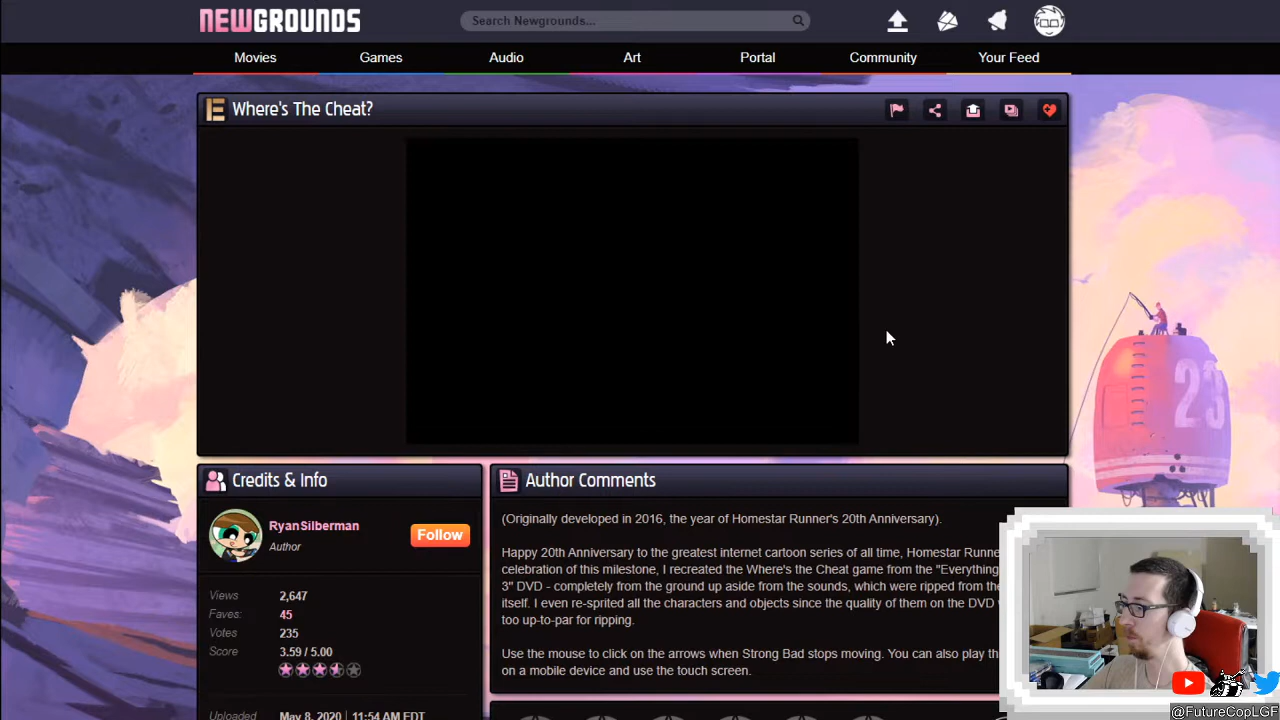 NEWGROUNDS
Search Newgrounds...
Movies Games Audio Art Portal Community Your Feed
E Where's The Cheat?
23
Credits & Info
RyanSilberman
Author
Follow
Views 2,647
Faves: 45
Votes 235
Score 3.59 / 5.00
Uploaded May 8, 2020 | 11:54 AM EDT
Author Comments
(Originally developed in 2016, the year of Homestar Runner's 20th Anniversary).
Happy 20th Anniversary to the greatest internet cartoon series of all time, Homestar Runne
celebration of this milestone, I recreated the Where's the Cheat game from the "Everything
3" DVD - completely from the ground up aside from the sounds, which were ripped from the
itself. I even re-sprited all the characters and objects since the quality of them on the DVD
too up-to-par for ripping.
Use the mouse to click on the arrows when Strong Bad stops moving. You can also play th
on a mobile device and use the touch screen.
@FutureCopLGF